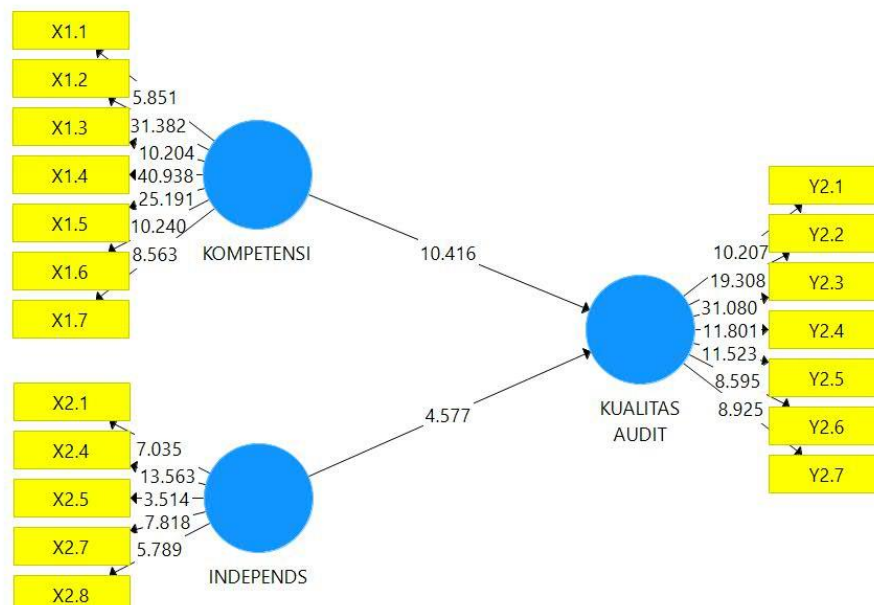 X1.1
X1.2
X1.3
X1.4
X1.5
X1.6
X1.7
5.851
31.382
10.204
40.938
25.191
10.240
8.563
KOMPETENSI
10.416
X2.1
X2.4
X2.5
X2.7
X2.8
7.035
13.563
3.514
7.818
5.789
INDEPENDS
4.577
KUALITAS
AUDIT
10.207
19.308
31.080
11.801
11.523
8.595
8.925
Y2.1
Y2.2
Y2.3
Y2.4
Y2.5
Y2.6
Y2.7